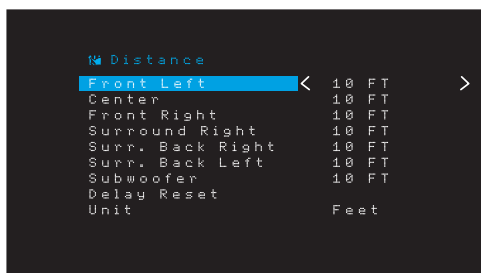 Distance
Front Left < 10 FT >
Center 10 FT
Front Right 10 FT
Surround Right 10 FT
Surr. Back Right 10 FT
Surr. Back Left 10 FT
Subwoofer 10 FT
Delay Reset
Unit Feet